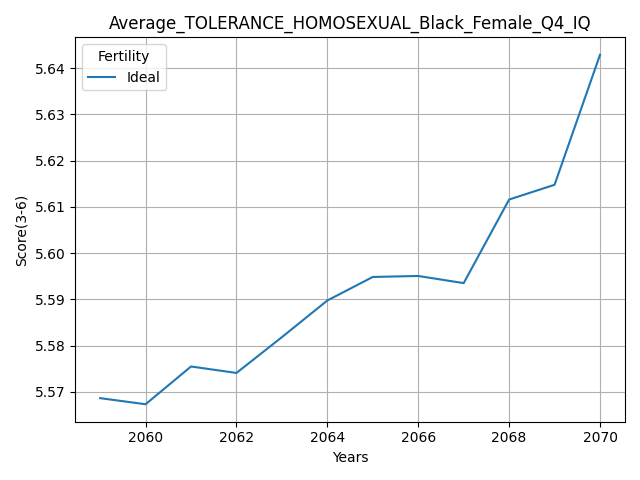 Average_TOLERANCE_HOMOSEXUAL_Black_Female_Q4_IQ
Fertility
Ideal
Score(3-6)
5.64
5.63
5.62
5.61
5.60
5.59
5.58
5.57
2060 2062 2064 2066 2068 2070
Years